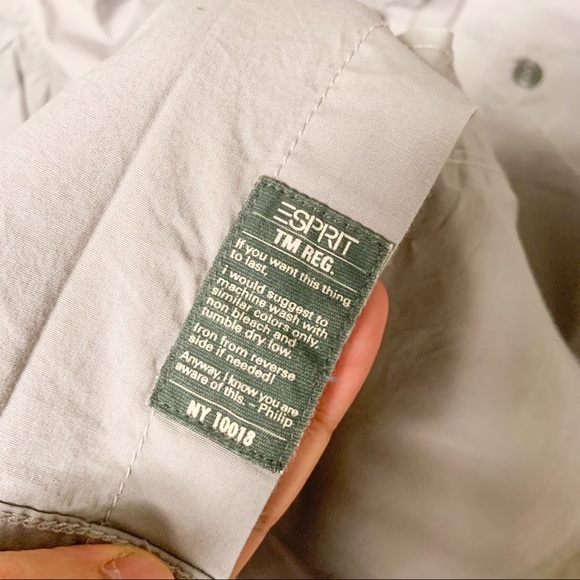 ESPRIT
TM REG.
If you want this thing
to last.
I would suggest to
machine wash with
similar colors only,
non bleach and
tumble dry low.
Iron from reverse
side if needed!
Anyway, I know you are
aware of this. – Philip
NY 10018